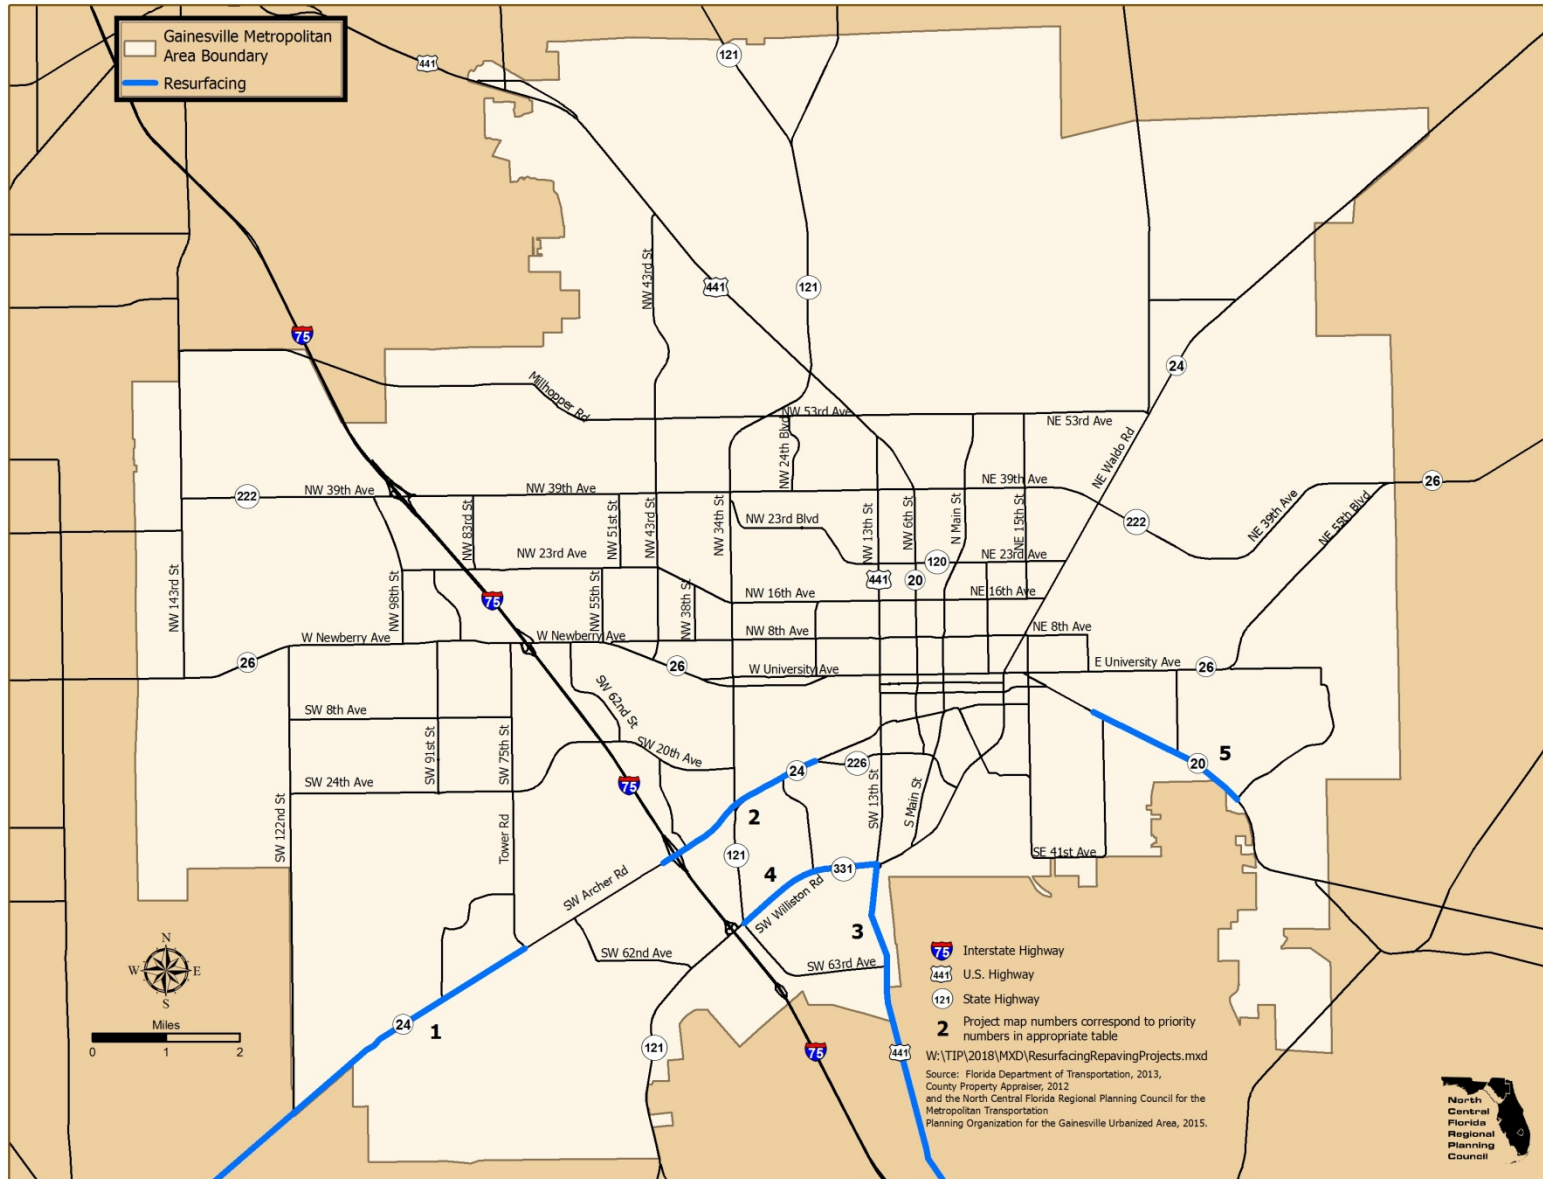 Gainesville Metropolitan
Area Boundary
Resurfacing
441
121
75
NW 43rd St
441
121
24
Millhopper Rd
NW 53rd Ave
NE 53rd Ave
NW 24th Blvd
NE Waldo Rd
222
NW 39th Ave
NW 39th Ave
NE 39th Ave
26
NW 83rd St
NW 51st St
NW 43rd St
NW 34th St
NW 23rd Blvd
NW 13th St
NW 6th St
N Main St
NE 15th St
222
NE 39th Ave
NE 55th Blvd
NW 23rd Ave
120
NE 23rd Ave
NW 143rd St
NW 98th St
75
NW 55th St
NW 38th St
441
20
NW 16th Ave
NE 16th Ave
W Newberry Ave
W Newberry Ave
NW 8th Ave
NE 8th Ave
26
26
W University Ave
E University Ave
26
SW 62nd St
SW 8th Ave
SW 91st St
SW 75th St
SW 20th Ave
5
20
SW 24th Ave
75
24
226
SW 122nd St
2
SW 13th St
S Main St
Tower Rd
121
SE 41st Ave
SW Archer Rd
4
331
SW Williston Rd
3
SW 62nd Ave
SW 63rd Ave
N
W
E
S
Miles
0
1
2
24
1
121
75
441
75
Interstate Highway
441
U.S. Highway
121
State Highway
2
Project map numbers correspond to priority
numbers in appropriate table
W:\TIP\2018\MXD\ResurfacingRepavingProjects.mxd
Source: Florida Department of Transportation, 2013,
County Property Appraiser, 2012
and the North Central Florida Regional Planning Council for the
Metropolitan Transportation
Planning Organization for the Gainesville Urbanized Area, 2015.
North
Central
Florida
Regional
Planning
Council